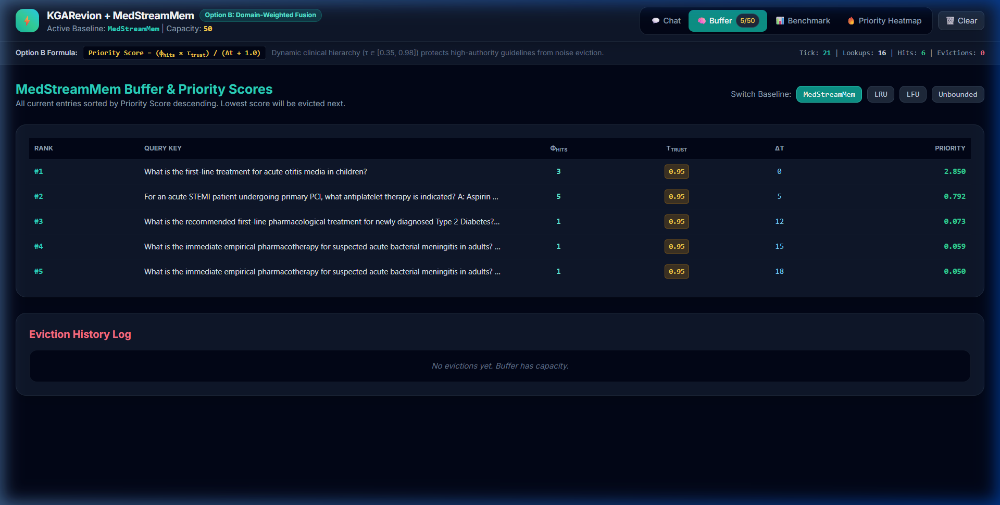 KGARevion + MedStreamMem Option B: Domain-Weighted Fusion
Active Baseline: MedStreamMem | Capacity: 50
Chat Buffer 5/50 Benchmark Priority Heatmap Clear
Option B Formula: Priority Score = (ϕhits × τtrust) / (Δt + 1.0) Dynamic clinical hierarchy (τ ∈ [0.35, 0.98]) protects high-authority guidelines from noise eviction.
Tick: 21 | Lookups: 16 | Hits: 6 | Evictions: 0
MedStreamMem Buffer & Priority Scores
All current entries sorted by Priority Score descending. Lowest score will be evicted next.
Switch Baseline: MedStreamMem LRU LFU Unbounded
RANK QUERY KEY ΦHITS ΤTRUST ΔT PRIORITY
#1 What is the first-line treatment for acute otitis media in children? 3 0.95 0 2.850
#2 For an acute STEMI patient undergoing primary PCI, what antiplatelet therapy is indicated? A: Aspirin ... 5 0.95 5 0.792
#3 What is the recommended first-line pharmacological treatment for newly diagnosed Type 2 Diabetes?... 1 0.95 12 0.073
#4 What is the immediate empirical pharmacotherapy for suspected acute bacterial meningitis in adults? ... 1 0.95 15 0.059
#5 What is the immediate empirical pharmacotherapy for suspected acute bacterial meningitis in adults? ... 1 0.95 18 0.050
Eviction History Log
No evictions yet. Buffer has capacity.